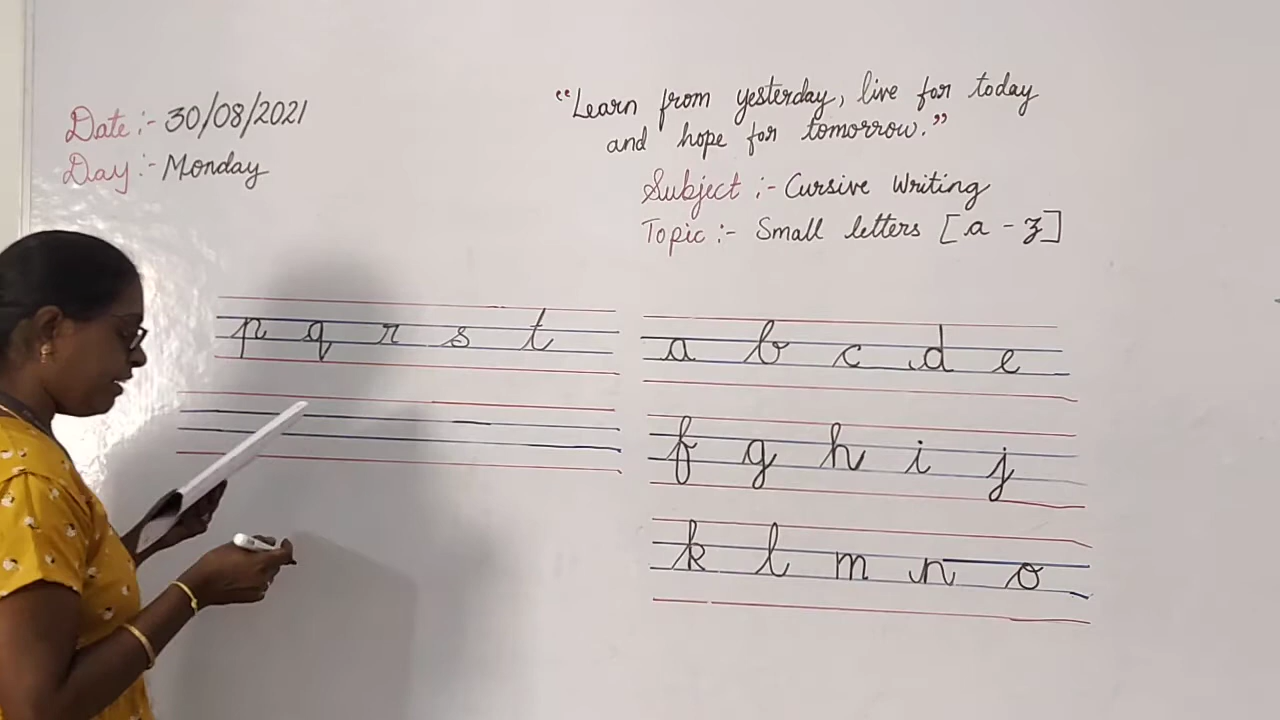 Date :- 30/08/2021
Day :- Monday
“Learn from yesterday, live for today
and hope for tomorrow.”
Subject :- Cursive Writing
Topic :- Small letters [a - z]
a b c d e
f g h i j
k l m n o
p q r s t